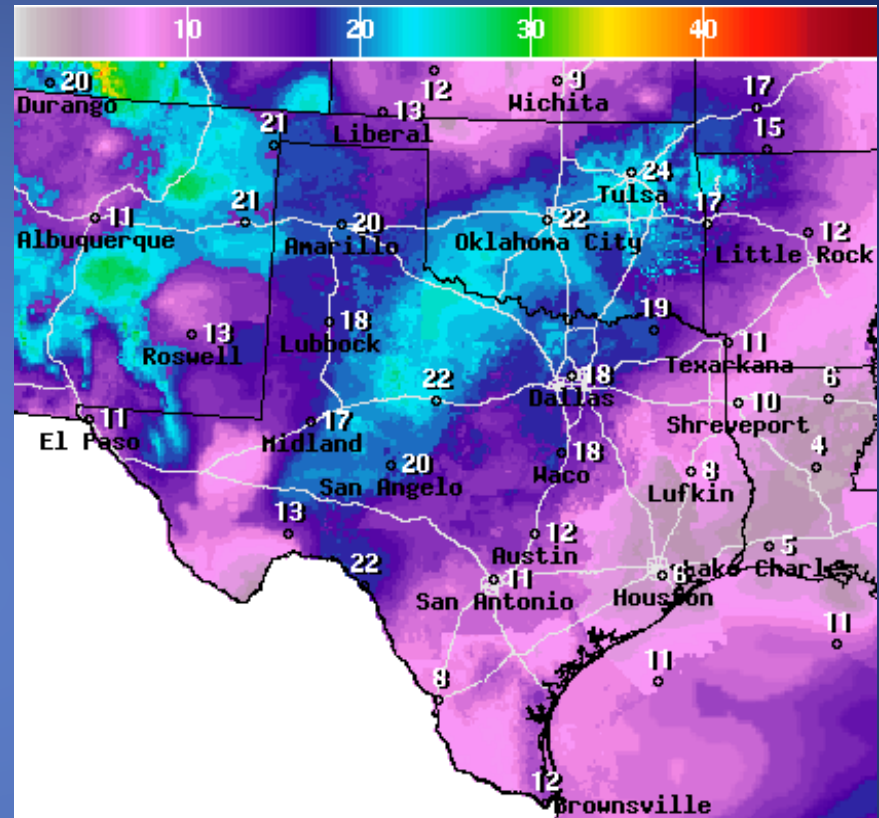 10 20 30 40
20 12 9 17
Durango Wichita
13
Liberal
21 15
24
Tulsa
11 21 20 22 17 12
Albuquerque Amarillo Oklahoma City Little Rock
13 18 19
Roswell Lubbock
11
Texarkana
18
Dallas
11 22 10 6
El Paso Shreveport
17
Midland
18 4
Waco
20 8
San Angelo Lufkin
13 12 5
Austin
22 11 6 Lake Charles
San Antonio Houston
11
8 11
12
Brownsville